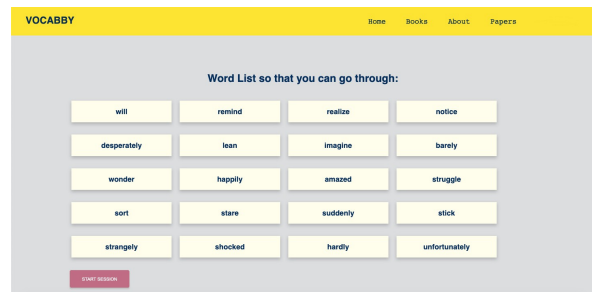 VOCABBY Home Books About Papers
Word List so that you can go through:
will remind realize notice
desperately lean imagine barely
wonder happily amazed struggle
sort stare suddenly stick
strangely shocked hardly unfortunately
START SESSION